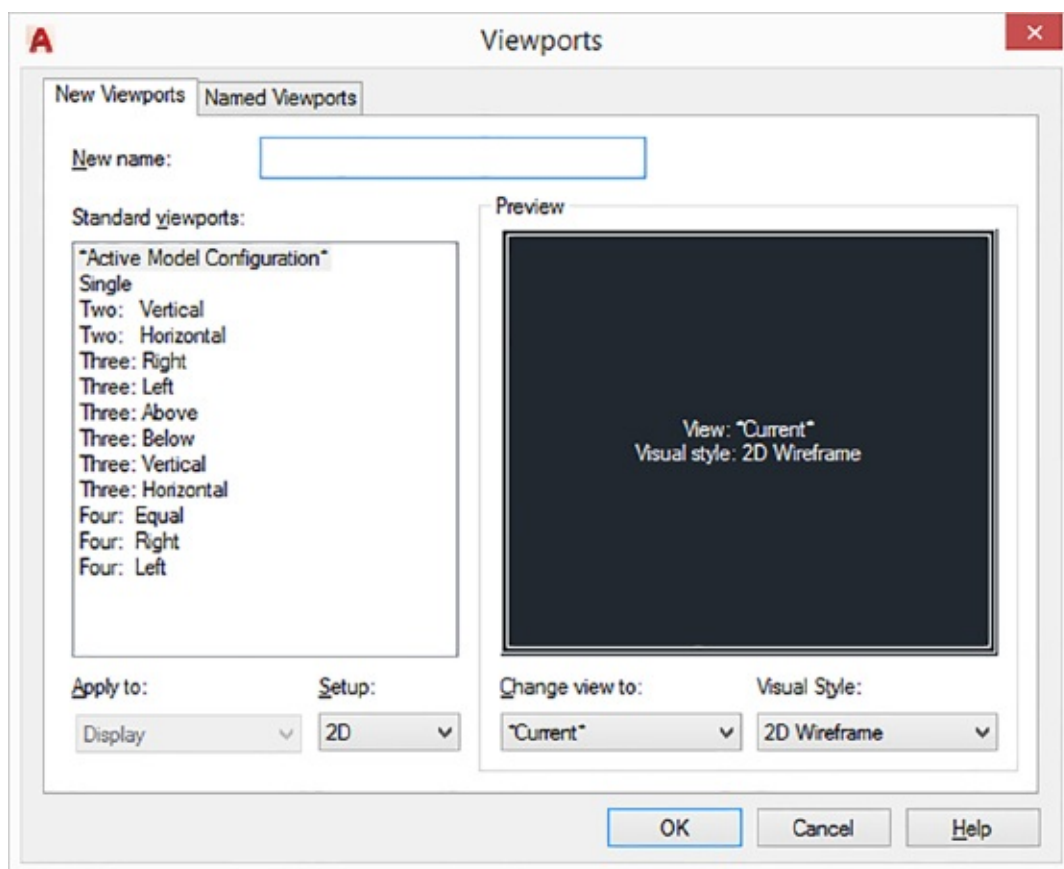 Viewports
New Viewports Named Viewports
New name:
Standard viewports:
*Active Model Configuration*
Single
Two: Vertical
Two: Horizontal
Three: Right
Three: Left
Three: Above
Three: Below
Three: Vertical
Three: Horizontal
Four: Equal
Four: Right
Four: Left
Apply to:
Display
Setup:
2D
Preview
View: *Current*
Visual style: 2D Wireframe
Change view to:
*Current*
Visual Style:
2D Wireframe
OK Cancel Help